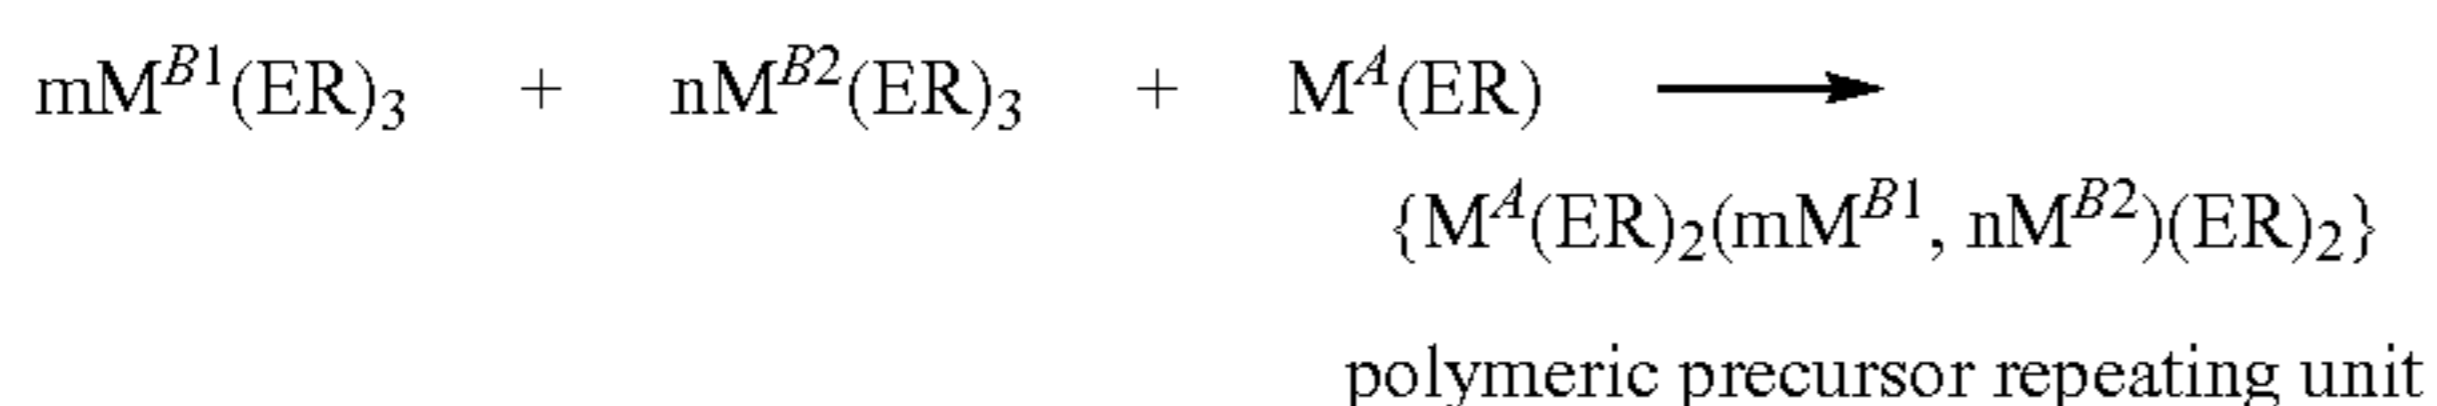 mM^{B1}(ER)_3 + nM^{B2}(ER)_3 + M^A(ER) ⟶
{M^A(ER)_2(mM^{B1}, nM^{B2})(ER)_2}
polymeric precursor repeating unit